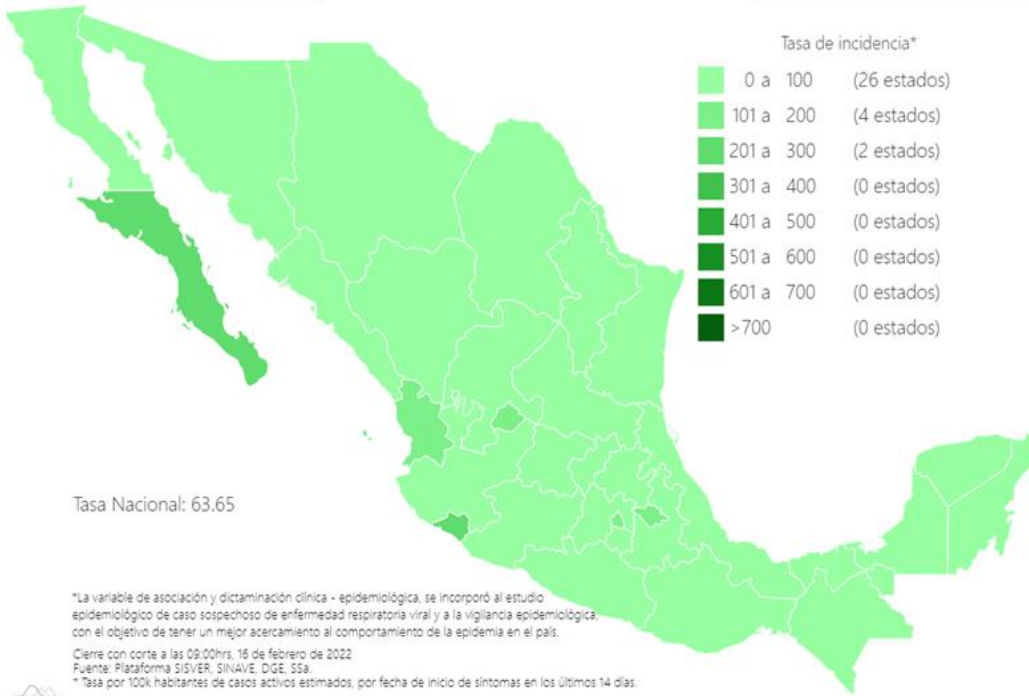 Tasa de incidencia*
0 a 100 (26 estados)
101 a 200 (4 estados)
201 a 300 (2 estados)
301 a 400 (0 estados)
401 a 500 (0 estados)
501 a 600 (0 estados)
601 a 700 (0 estados)
>700 (0 estados)
Tasa Nacional: 63.65
*La variable de asociación y dictaminación clínica - epidemiológica, se incorporó al estudio
epidemiológico de caso sospechoso de enfermedad respiratoria viral y a la vigilancia epidemiológica,
con el objetivo de tener un mejor acercamiento al comportamiento de la epidemia en el país.
Cierre con corte a las 09:00hrs, 16 de febrero de 2022
Fuente: Plataforma SISVER, SINAVE, DGE, SSa.
* Tasa por 100k habitantes de casos activos estimados, por fecha de inicio de síntomas en los últimos 14 días.